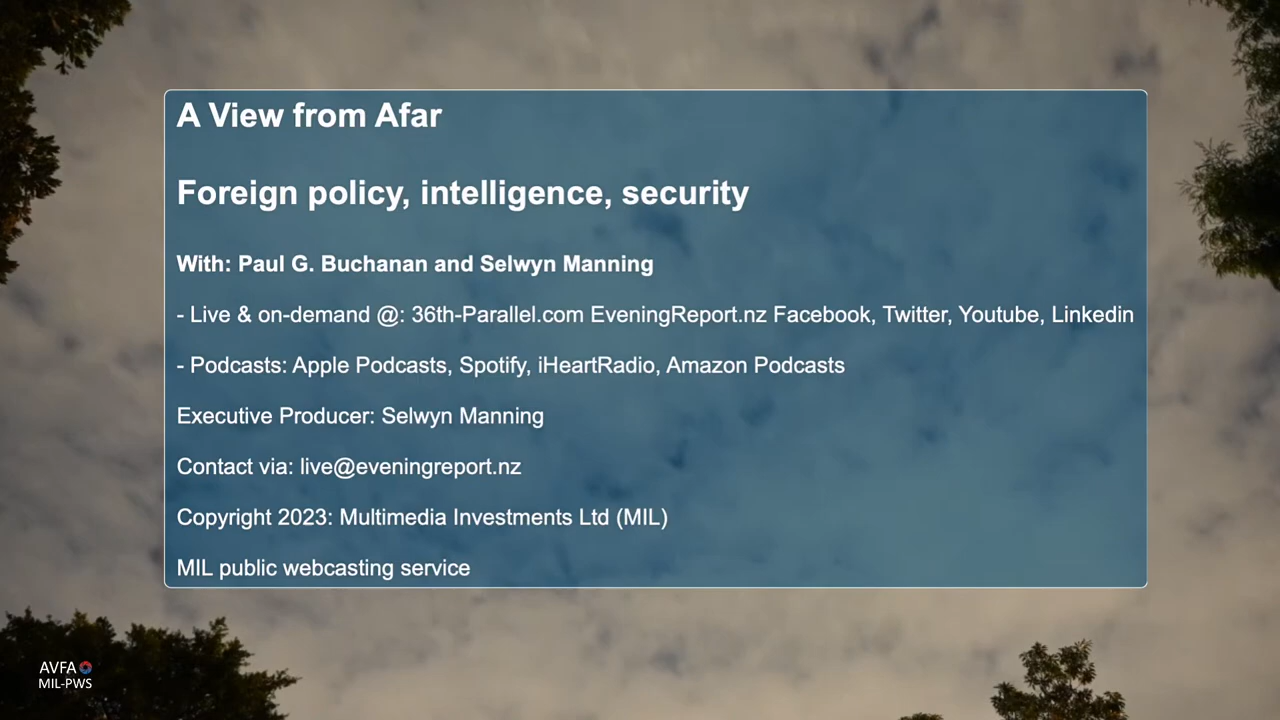 A View from Afar
Foreign policy, intelligence, security
With: Paul G. Buchanan and Selwyn Manning
- Live & on-demand @: 36th-Parallel.com EveningReport.nz Facebook, Twitter, Youtube, Linkedin
- Podcasts: Apple Podcasts, Spotify, iHeartRadio, Amazon Podcasts
Executive Producer: Selwyn Manning
Contact via: live@eveningreport.nz
Copyright 2023: Multimedia Investments Ltd (MIL)
MIL public webcasting service
AVFA
MIL-PWS